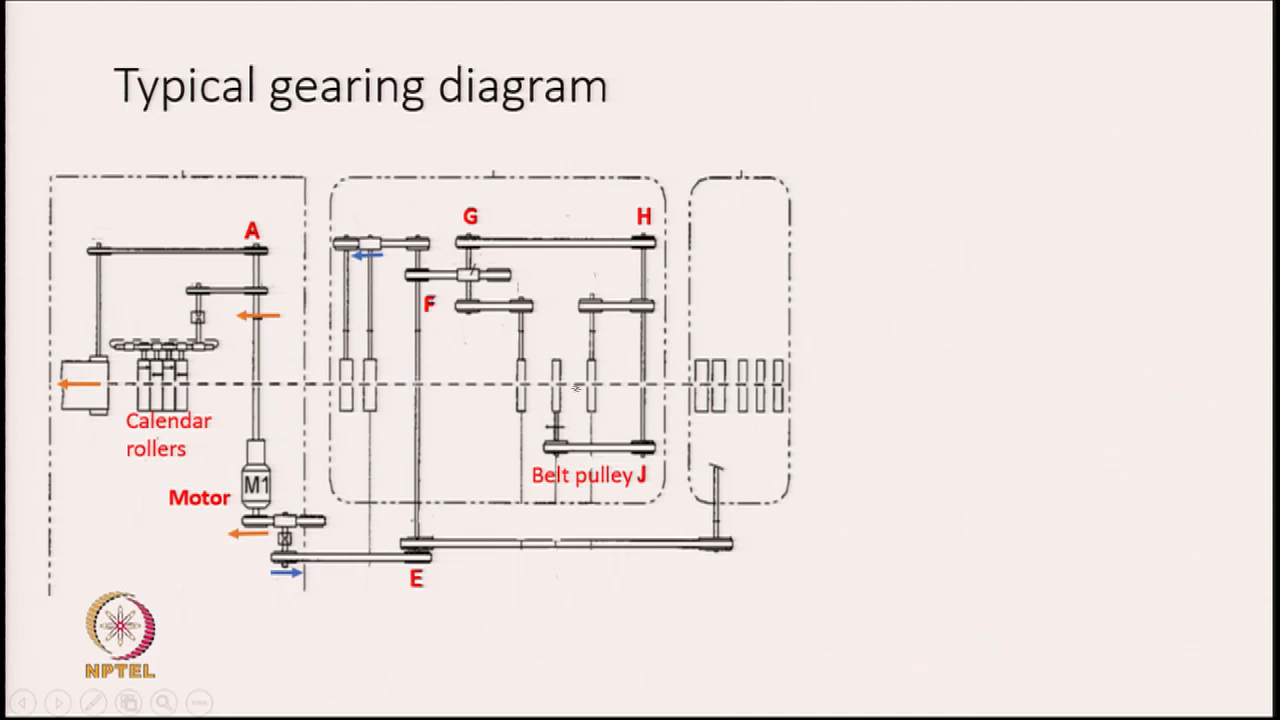 Typical gearing diagram
A
G
H
F
Calendar
rollers
M1
Motor
Belt pulley J
E
NPTEL